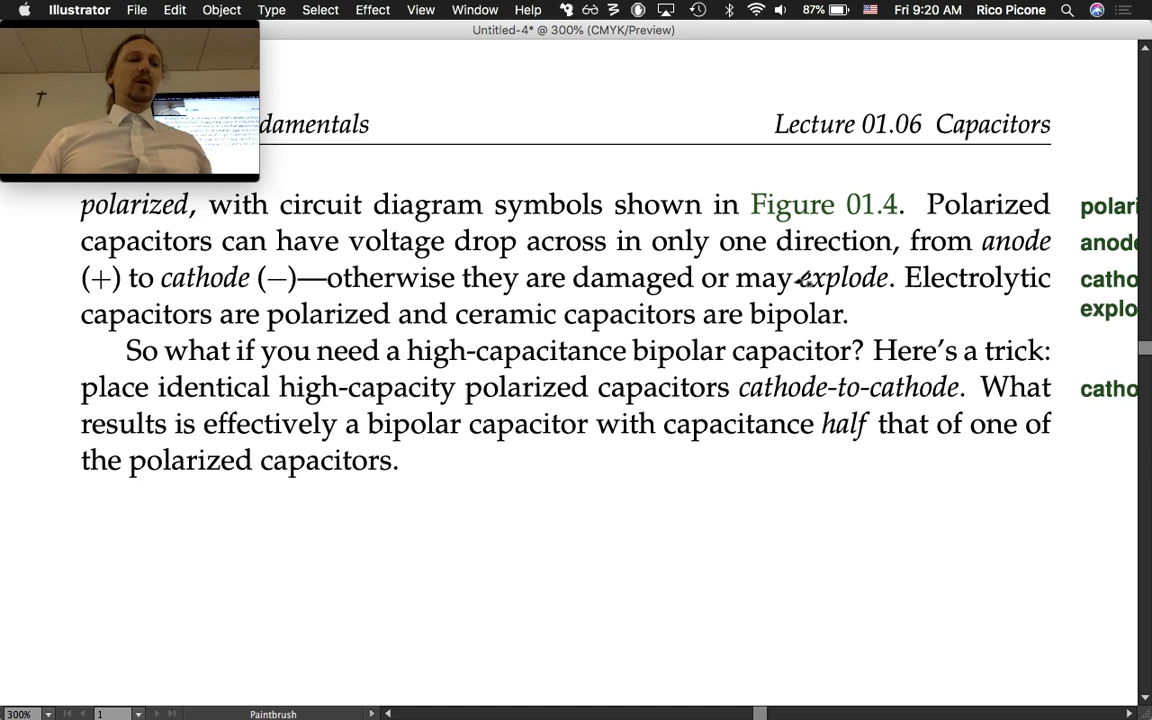 Illustrator File Edit Object Type Select Effect View Window Help 87% Fri 9:20 AM Rico Picone
Untitled-4* @ 300% (CMYK/Preview)
damentals Lecture 01.06 Capacitors
polarized, with circuit diagram symbols shown in Figure 01.4. Polarized polari
capacitors can have voltage drop across in only one direction, from anode anode
(+) to cathode (−)—otherwise they are damaged or may explode. Electrolytic catho
capacitors are polarized and ceramic capacitors are bipolar. explo
So what if you need a high-capacitance bipolar capacitor? Here's a trick:
place identical high-capacity polarized capacitors cathode-to-cathode. What catho
results is effectively a bipolar capacitor with capacitance half that of one of
the polarized capacitors.
300% 1 Paintbrush